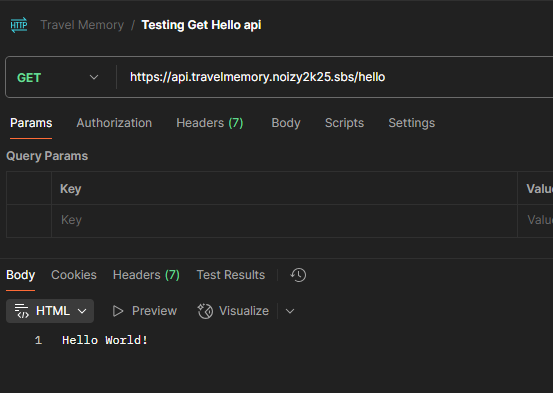 HTTP Travel Memory / Testing Get Hello api
GET https://api.travelmemory.noizy2k25.sbs/hello
Params Authorization Headers (7) Body Scripts Settings
Query Params
Key Valu
Key Valu
Body Cookies Headers (7) Test Results
HTML Preview Visualize
1 Hello World!